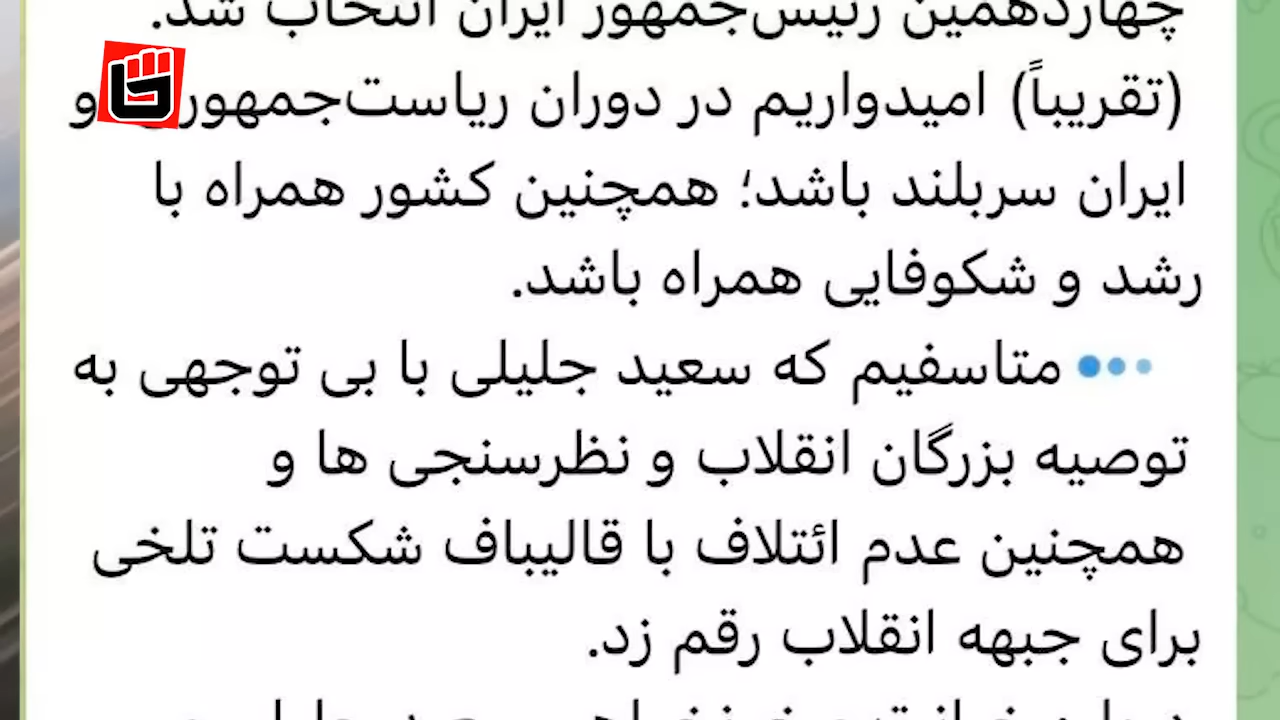 چهاردهمین رئیس‌جمهور ایران انتخاب شد.
(تقریباً) امیدواریم در دوران ریاست‌جمهوری و
ایران سربلند باشد؛ همچنین کشور همراه با
رشد و شکوفایی همراه باشد.
متاسفیم که سعید جلیلی با بی توجهی به
توصیه بزرگان انقلاب و نظرسنجی ها و
همچنین عدم ائتلاف با قالیباف شکست تلخی
برای جبهه انقلاب رقم زد.